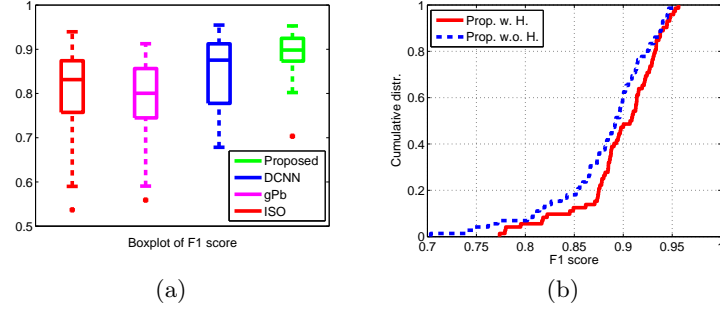 1
0.9
0.8
0.7
0.6
0.5
Proposed
DCNN
gPb
ISO
Boxplot of F1 score
(a)
Prop. w. H.
Prop. w.o. H.
Cumulative distr.
1
0.8
0.6
0.4
0.2
0
0.7 0.75 0.8 0.85 0.9 0.95 1
F1 score
(b)